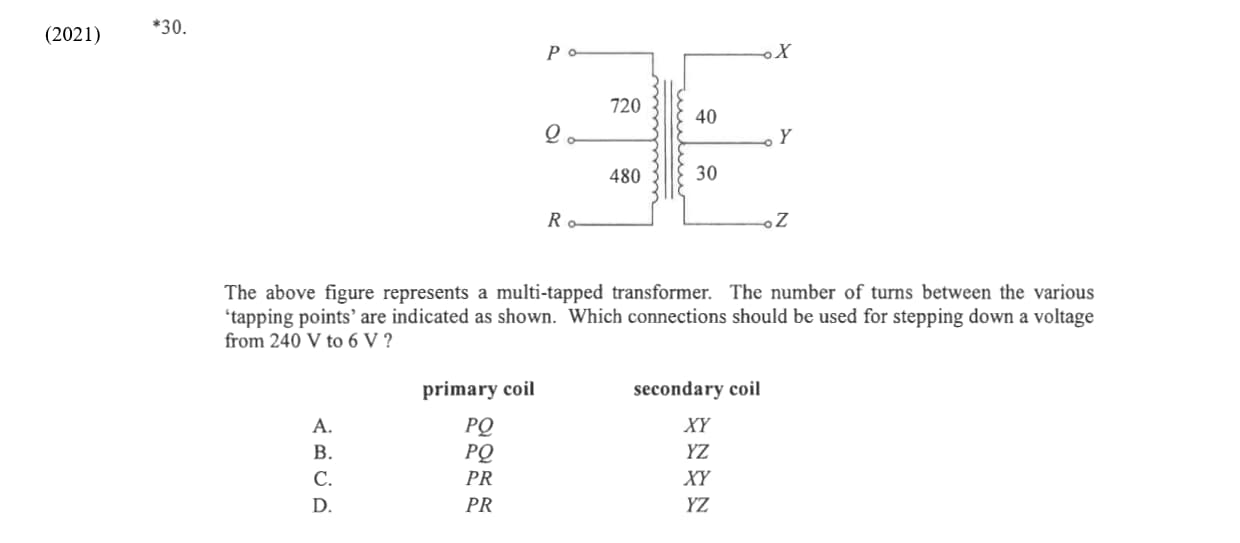 (2021) *30.
P X
720 40
Q Y
480 30
R Z
The above figure represents a multi-tapped transformer. The number of turns between the various
‘tapping points’ are indicated as shown. Which connections should be used for stepping down a voltage
from 240 V to 6 V ?
primary coil secondary coil
A. PQ XY
B. PQ YZ
C. PR XY
D. PR YZ